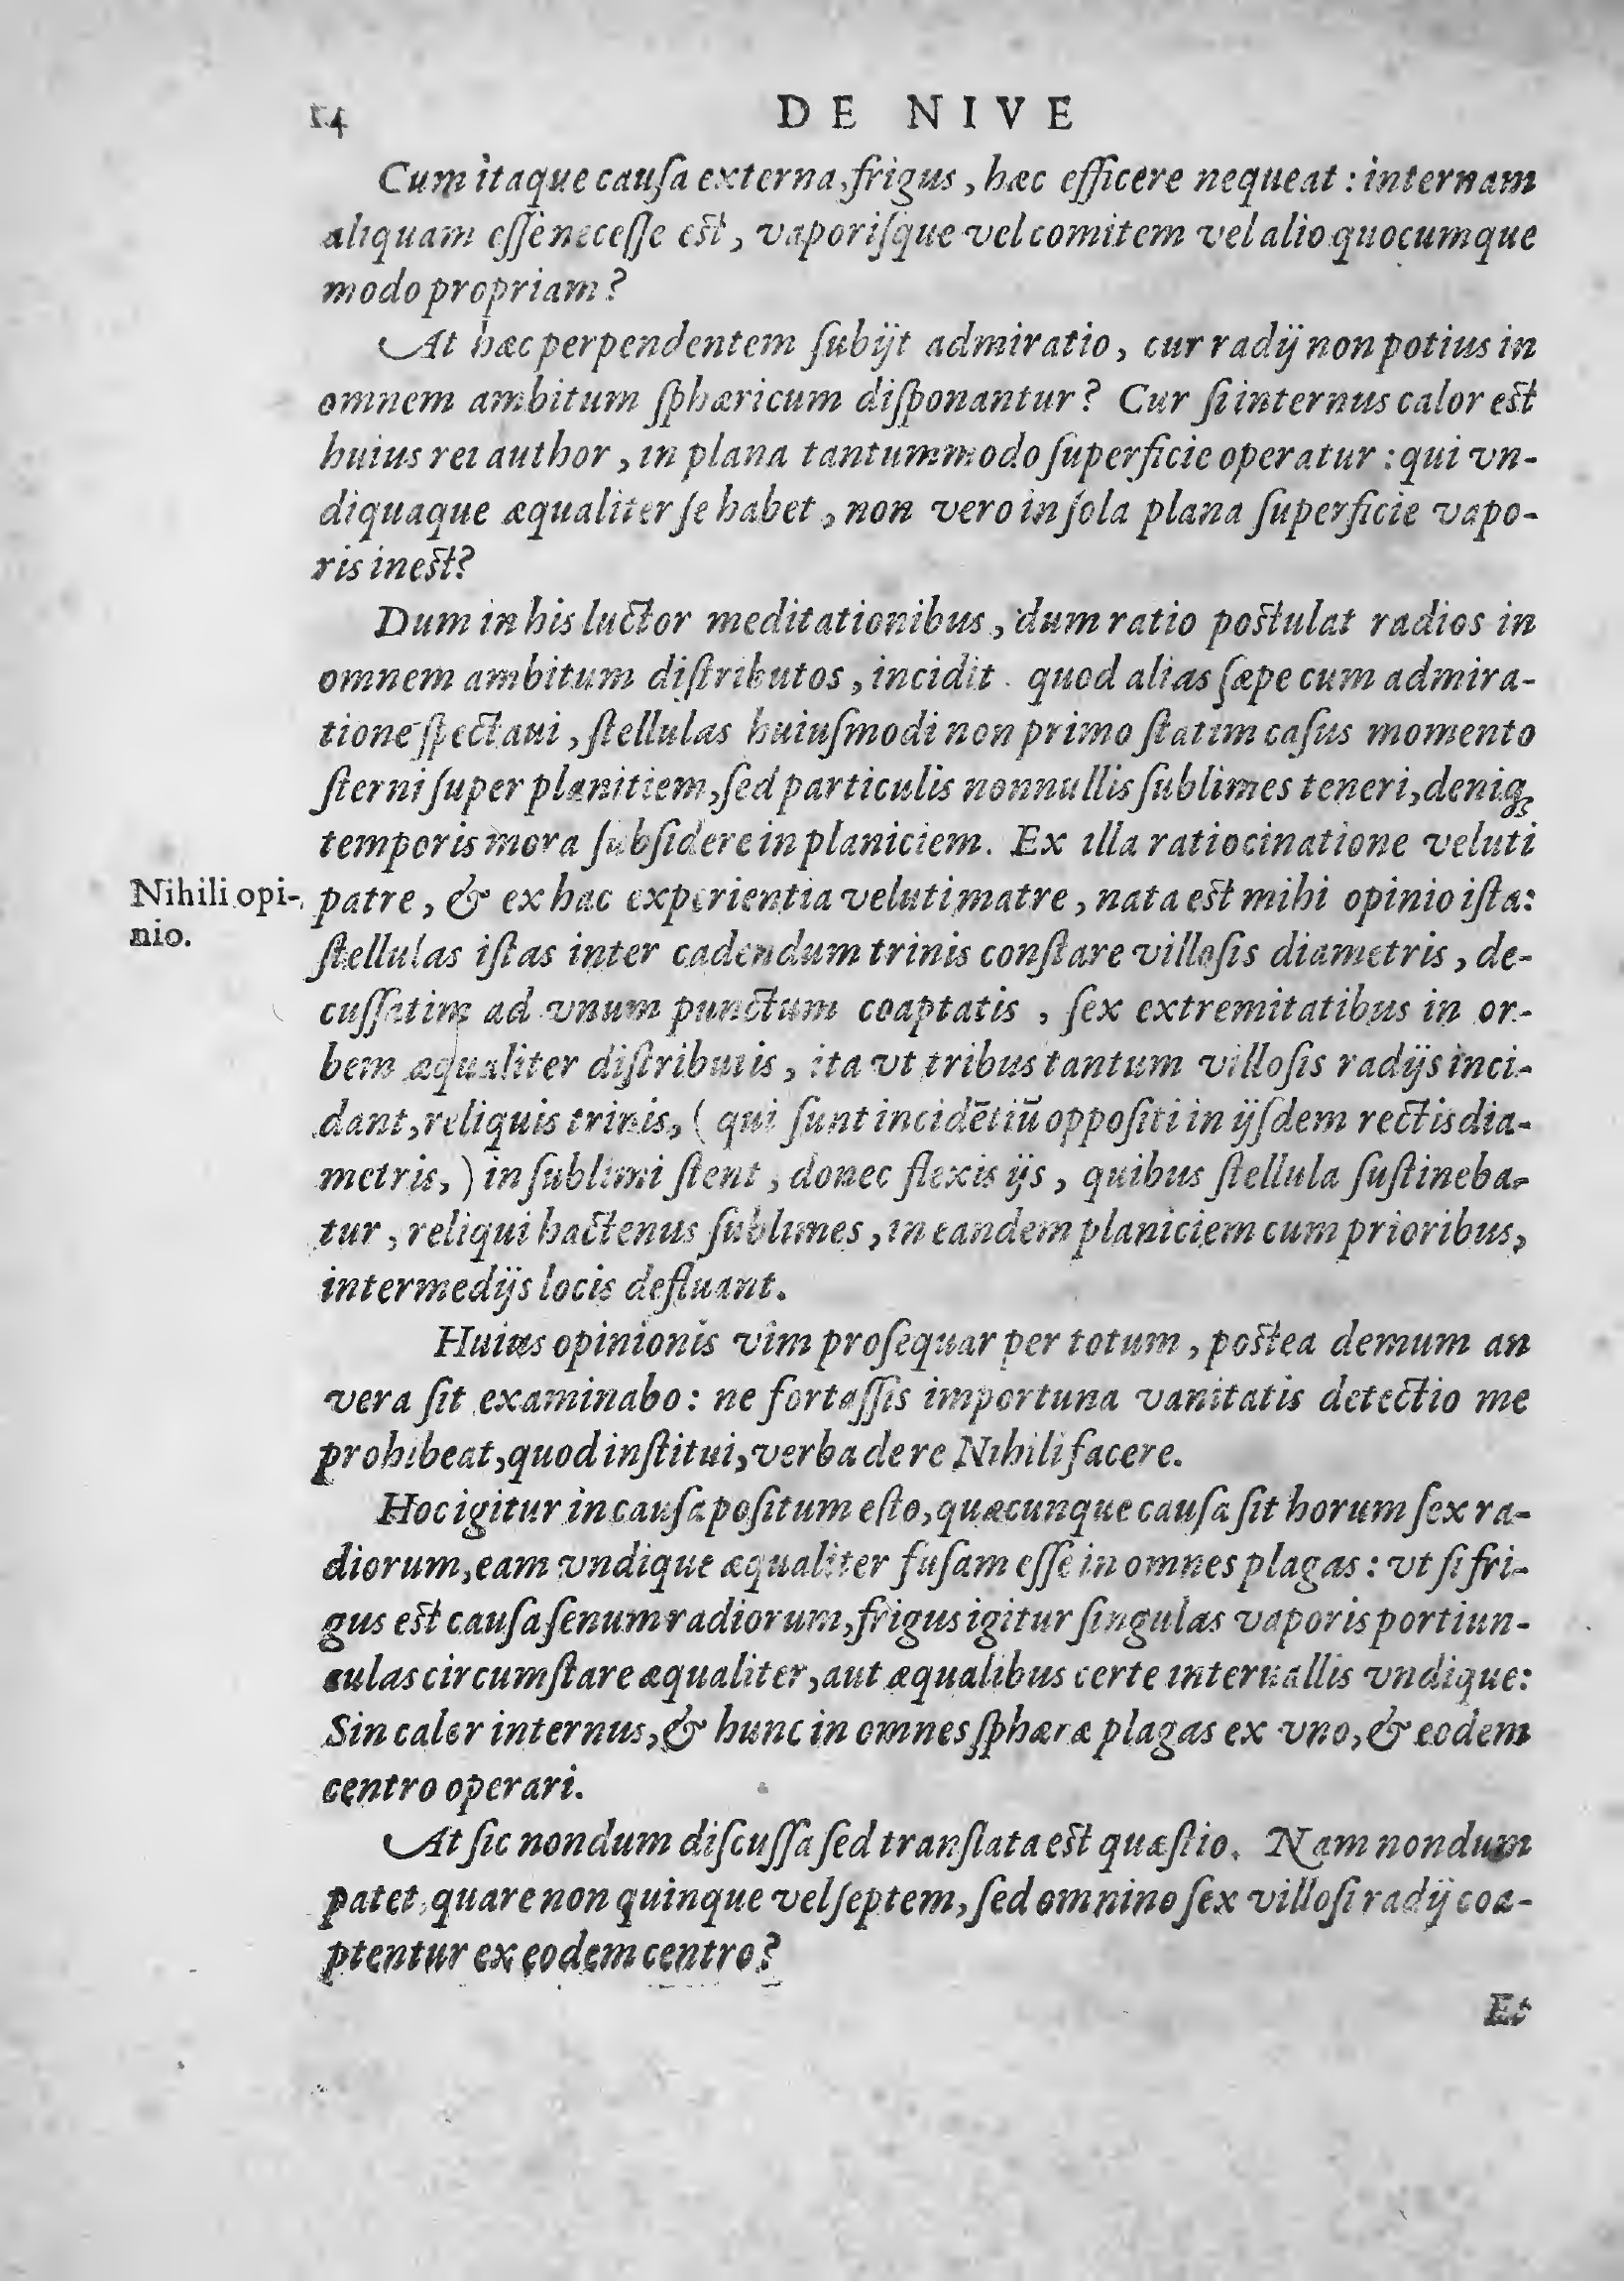 14 DE NIVE
Cum itaque cauſa externa, frigus, hæc efficere nequeat: internam
aliquam eſſe neceſſe est, vaporiſque vel comitem vel alio quocumque
modo propriam?
At hæc perpendentem ſubijt admiratio, cur radij non potius in
omnem ambitum ſphæricum diſponantur? Cur ſi internus calor est
huius rei author, in plana tantummodo ſuperficie operatur: qui vn-
diquaque æqualiter ſe habet, non vero in ſola plana ſuperficie vapo-
ris inest?
Dum in his luctor meditationibus, dum ratio postulat radios in
omnem ambitum diſtributos, incidit quod alias ſæpe cum admira-
tione ſpectaui, ſtellulas huiuſmodi non primo ſtatim caſus momento
ſterni ſuper planitiem, ſed particulis nonnullis ſublimes teneri, deniqꝫ
temporis mora ſubſidere in planiciem. Ex illa ratiocinatione veluti
Nihili opi-
nio.
patre, & ex hac experientia veluti matre, nata est mihi opinio iſta:
ſtellulas iſtas inter cadendum trinis conſtare villoſis diametris, de-
cuſſatim ad vnum punctum coaptatis, ſex extremitatibus in or-
bem æqualiter diſtributis, ita vt tribus tantum villoſis radijs inci-
dant, reliquis trinis, ( qui ſunt incidētiū oppoſiti in ijſdem rectis dia-
metris, ) in ſublimi ſtent, donec flexis ijs, quibus ſtellula ſuſtineba-
tur, reliqui hactenus ſublimes, in eandem planiciem cum prioribus,
intermedijs locis defluant.
Huius opinionis vim proſequar per totum, postea demum an
vera ſit examinabo: ne fortaſſis importuna vanitatis detectio me
prohibeat, quod inſtitui, verba de re Nihili facere.
Hoc igitur in cauſa poſitum eſto, quæcunque cauſa ſit horum ſex ra-
diorum, eam vndique æqualiter fuſam eſſe in omnes plagas: vt ſi fri-
gus est cauſa ſenum radiorum, frigus igitur ſingulas vaporis portiun-
culas circumſtare æqualiter, aut æqualibus certe interuallis vndique:
Sin calor internus, & hunc in omnes ſphæræ plagas ex vno, & eodem
centro operari.
At ſic nondum diſcuſſa ſed tranſlata est quæſtio. Nam nondum
patet, quare non quinque vel ſeptem, ſed omnino ſex villoſi radij coa-
ptentur ex eodem centro?
Et